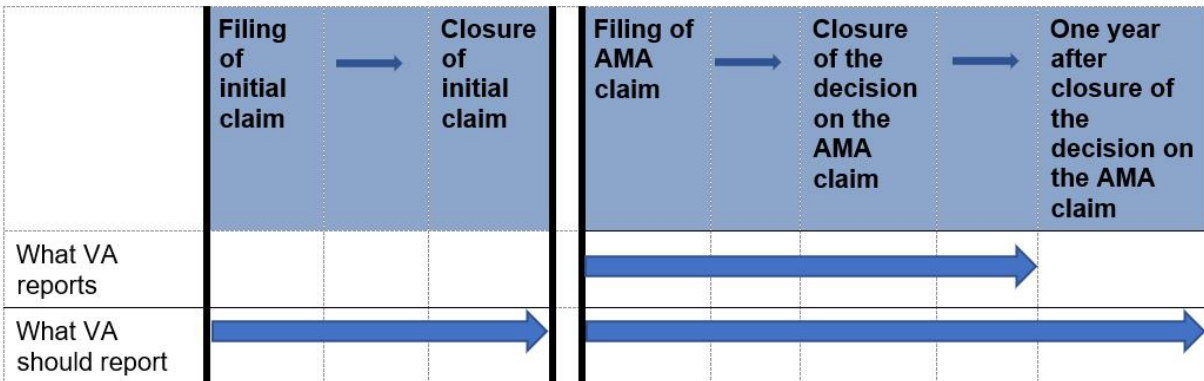 Filing
of
initial
claim
Closure
of
initial
claim
Filing of
AMA
claim
Closure
of the
decision
on the
AMA
claim
One year
after
closure of
the
decision on
the AMA
claim
What VA
reports
What VA
should report